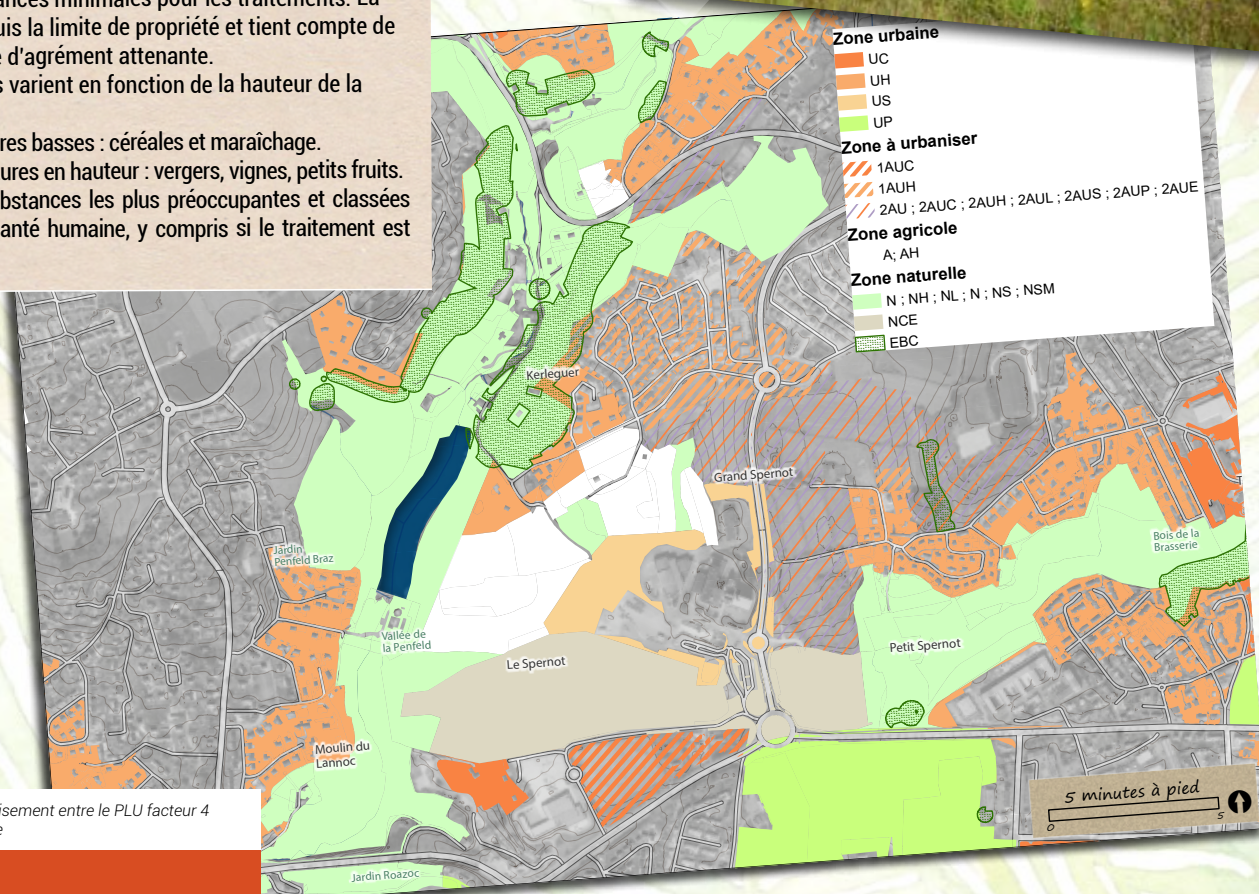 ances minimales pour les traitements. La
uis la limite de propriété et tient compte de
e d'agrément attenante.
s varient en fonction de la hauteur de la
res basses : céréales et maraîchage.
ures en hauteur : vergers, vignes, petits fruits.
bstances les plus préoccupantes et classées
anté humaine, y compris si le traitement est
Zone urbaine
UC
UH
US
UP
Zone à urbaniser
1AUC
1AUH
2AU ; 2AUC ; 2AUH ; 2AUL ; 2AUS ; 2AUP ; 2AUE
Zone agricole
A; AH
Zone naturelle
N ; NH ; NL ; N ; NS ; NSM
NCE
EBC
Kerleguer
Grand Spernot
Bois de la
Brasserie
Jardin
Penfeld Braz
Vallée de
la Penfeld
Le Spernot
Petit Spernot
Moulin du
Lannoc
5 minutes à pied
0
5
isement entre le PLU facteur 4
e
Jardin Roazoc